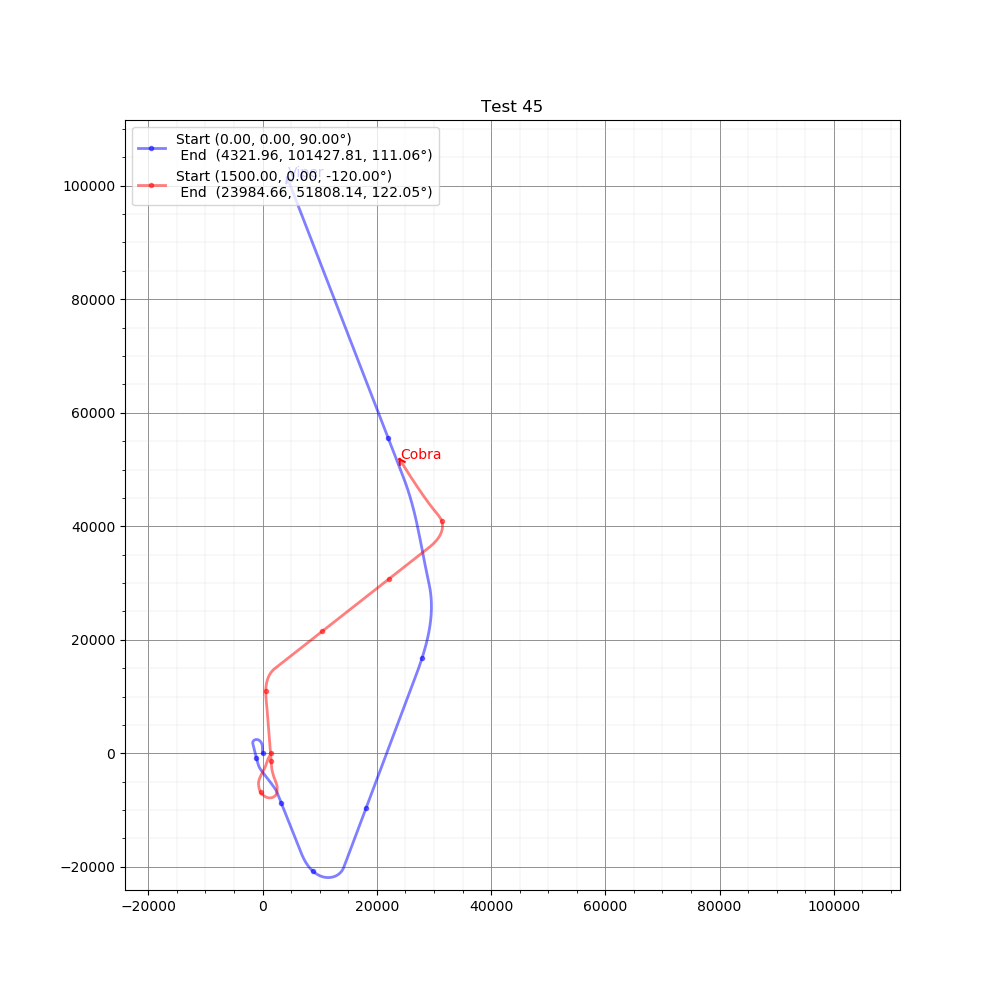 Test 45
Start (0.00, 0.00, 90.00°)
End (4321.96, 101427.81, 111.06°)
Start (1500.00, 0.00, -120.00°)
End (23984.66, 51808.14, 122.05°)
Cobra
100000
80000
60000
40000
20000
0
−20000
−20000 0 20000 40000 60000 80000 100000